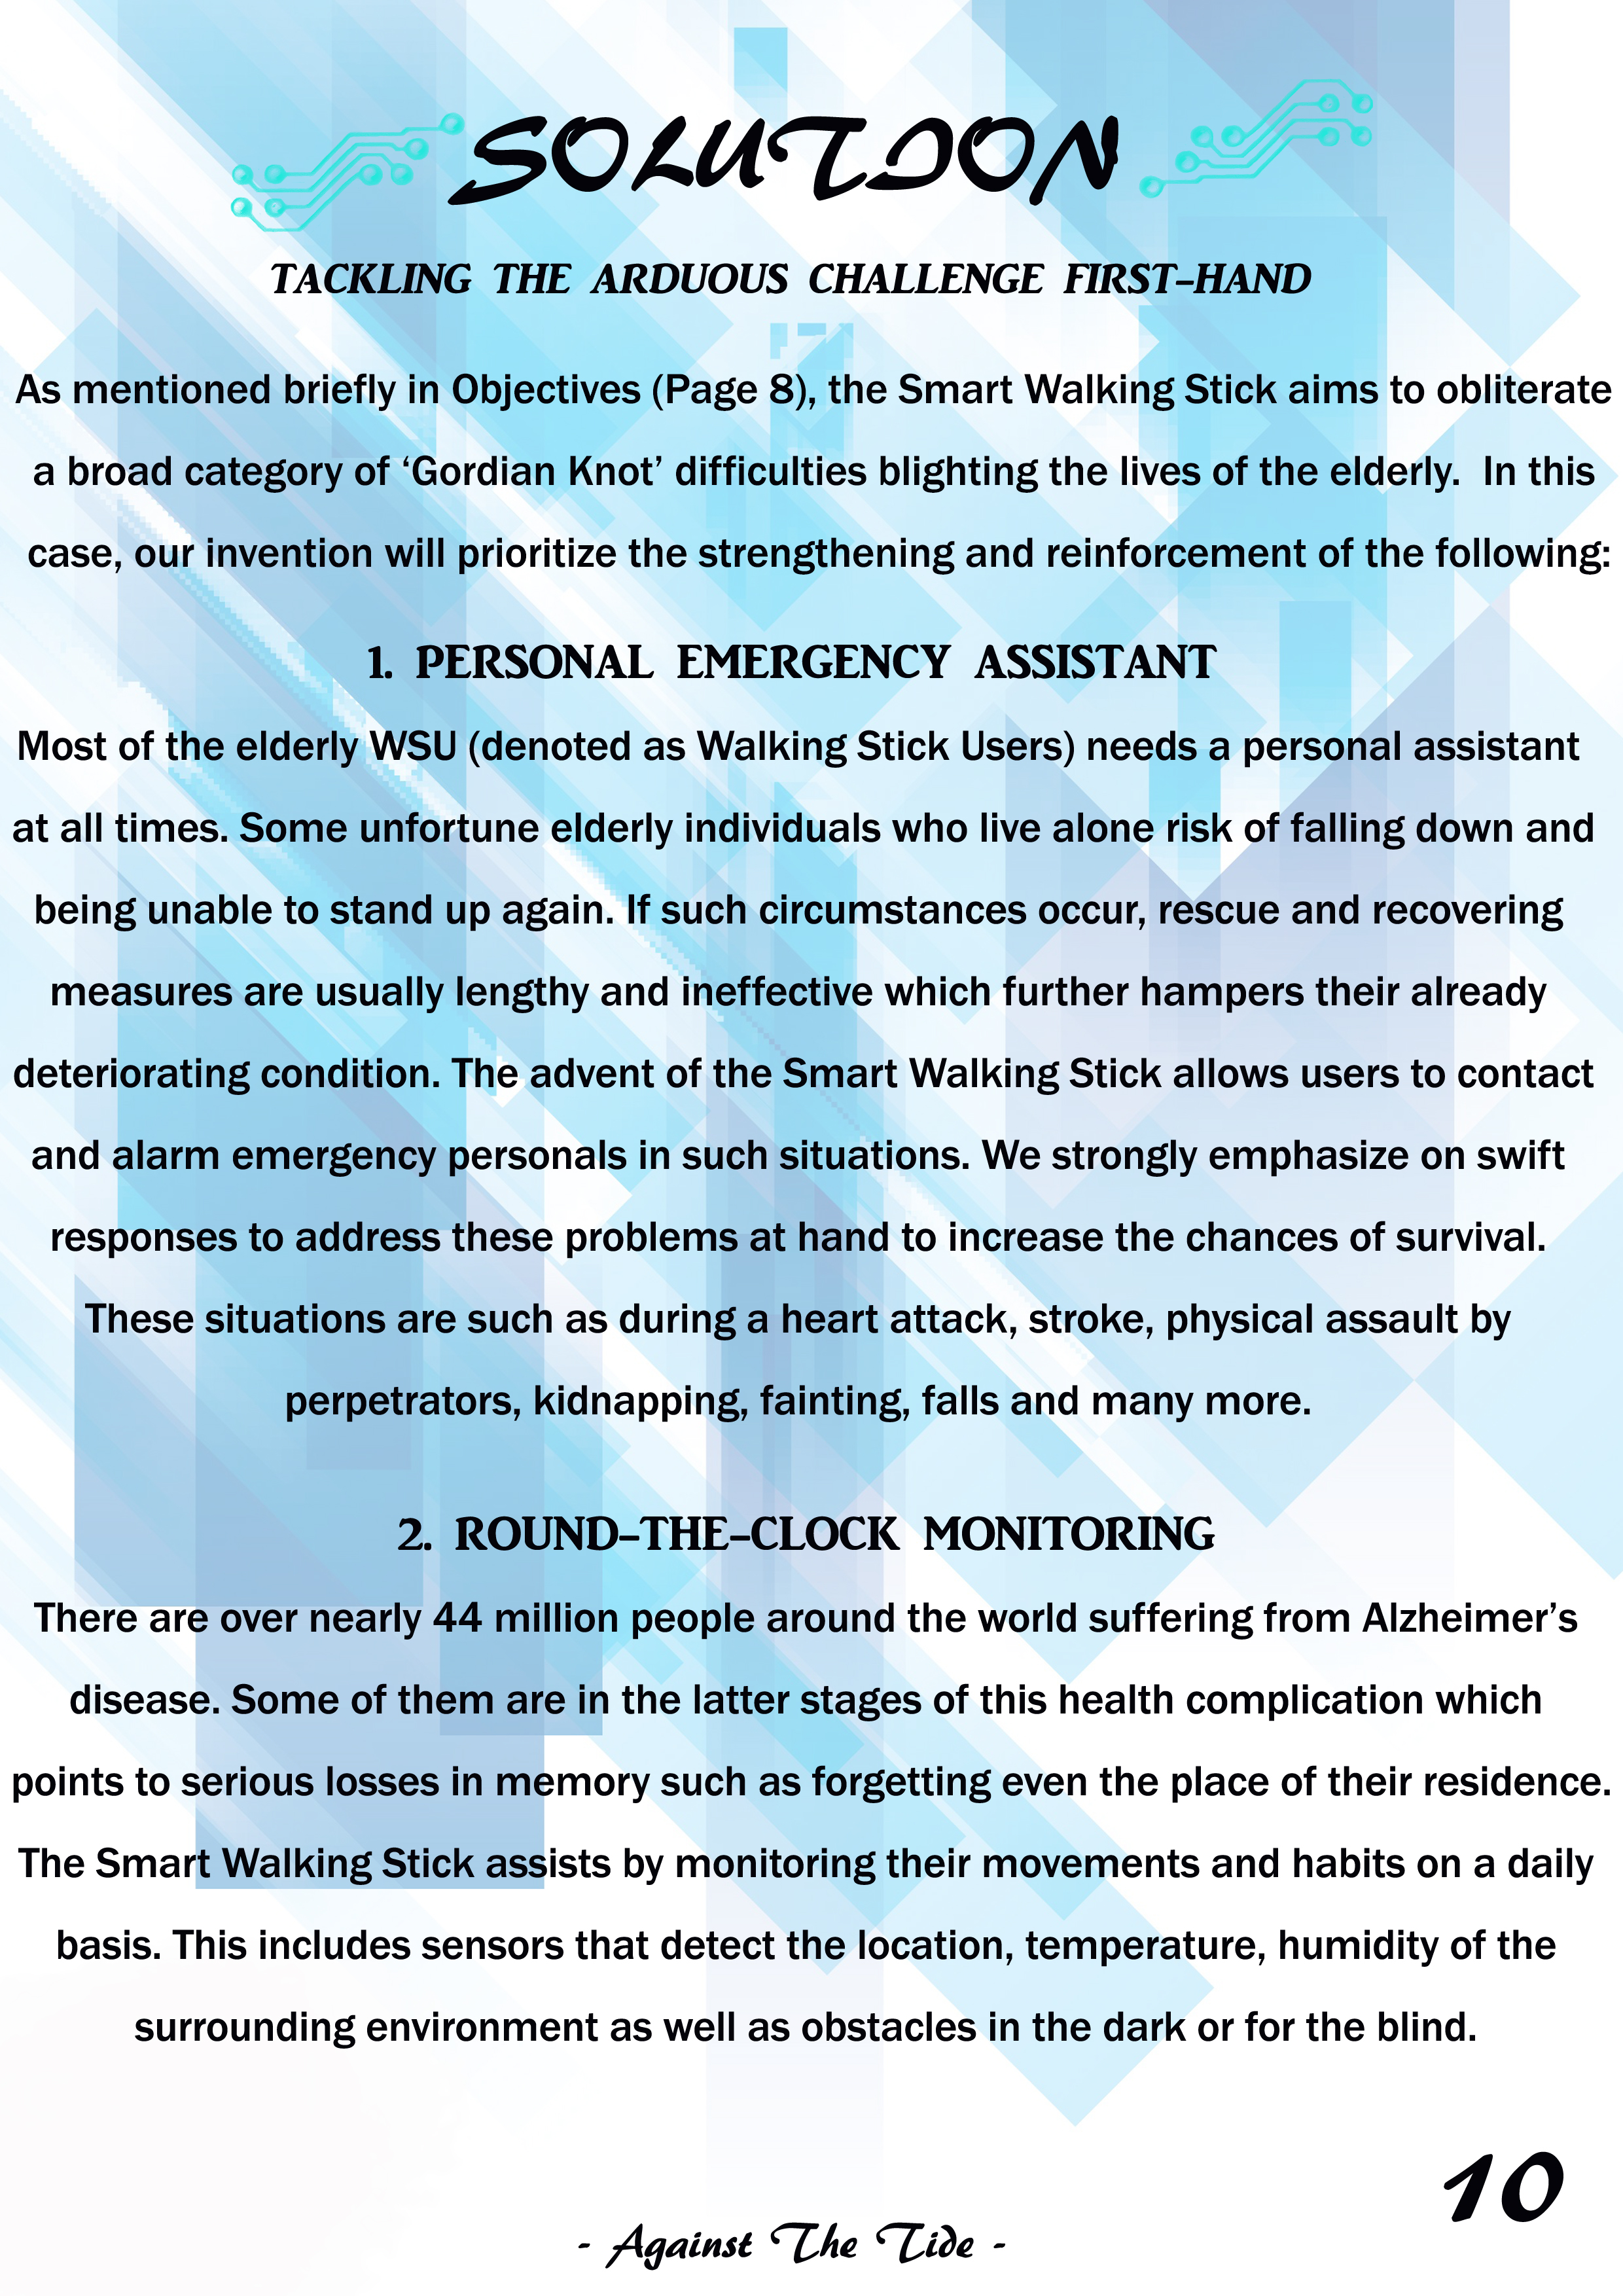 SOLUTION
TACKLING THE ARDUOUS CHALLENGE FIRST-HAND
As mentioned briefly in Objectives (Page 8), the Smart Walking Stick aims to obliterate
a broad category of ‘Gordian Knot’ difficulties blighting the lives of the elderly. In this
case, our invention will prioritize the strengthening and reinforcement of the following:
1. PERSONAL EMERGENCY ASSISTANT
Most of the elderly WSU (denoted as Walking Stick Users) needs a personal assistant
at all times. Some unfortune elderly individuals who live alone risk of falling down and
being unable to stand up again. If such circumstances occur, rescue and recovering
measures are usually lengthy and ineffective which further hampers their already
deteriorating condition. The advent of the Smart Walking Stick allows users to contact
and alarm emergency personals in such situations. We strongly emphasize on swift
responses to address these problems at hand to increase the chances of survival.
These situations are such as during a heart attack, stroke, physical assault by
perpetrators, kidnapping, fainting, falls and many more.
2. ROUND-THE-CLOCK MONITORING
There are over nearly 44 million people around the world suffering from Alzheimer’s
disease. Some of them are in the latter stages of this health complication which
points to serious losses in memory such as forgetting even the place of their residence.
The Smart Walking Stick assists by monitoring their movements and habits on a daily
basis. This includes sensors that detect the location, temperature, humidity of the
surrounding environment as well as obstacles in the dark or for the blind.
10
- Against The Tide -